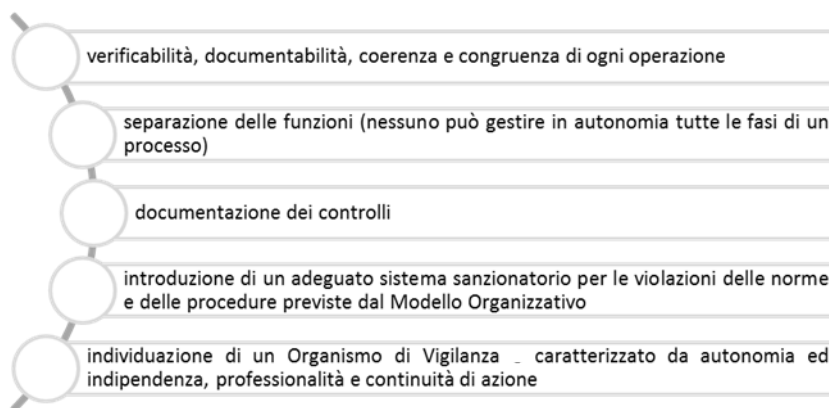 verificabilità, documentabilità, coerenza e congruenza di ogni operazione
separazione delle funzioni (nessuno può gestire in autonomia tutte le fasi di un
processo)
documentazione dei controlli
introduzione di un adeguato sistema sanzionatorio per le violazioni delle norme
e delle procedure previste dal Modello Organizzativo
individuazione di un Organismo di Vigilanza _ caratterizzato da autonomia ed
indipendenza, professionalità e continuità di azione